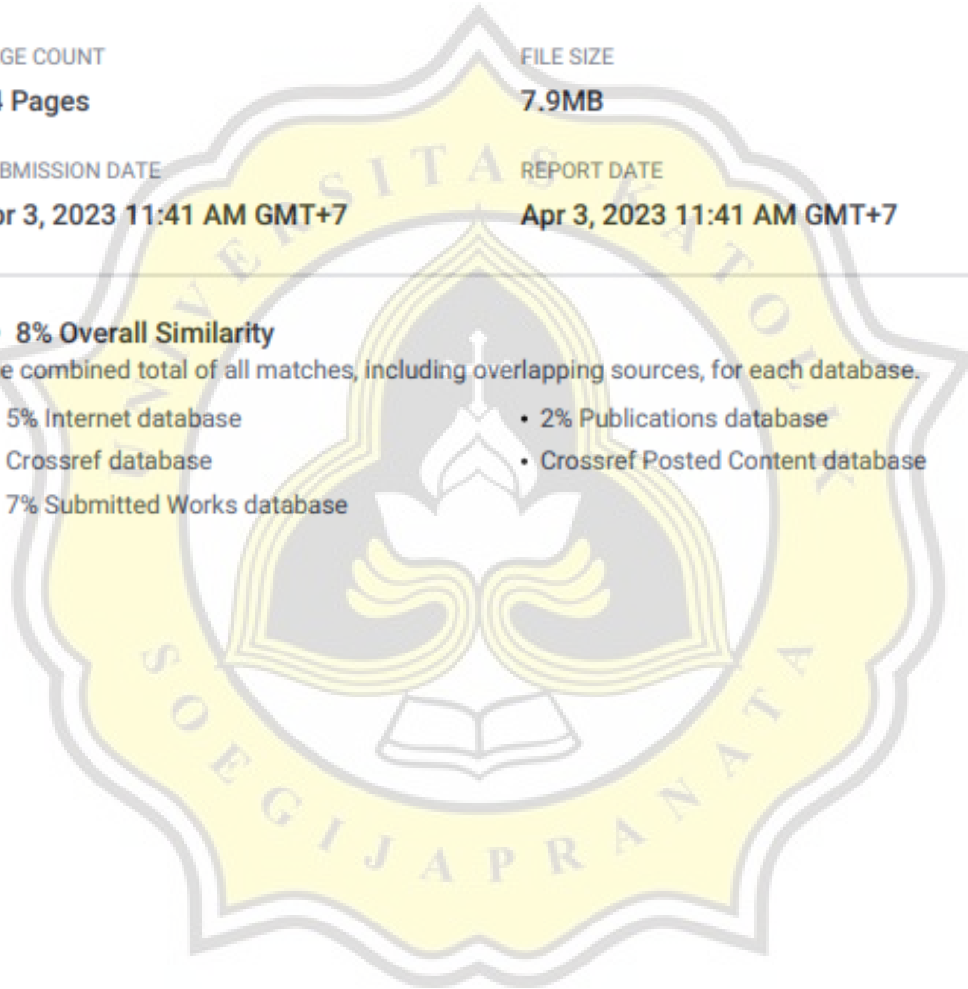 GE COUNT
Pages
FILE SIZE
7.9MB
BMISSION DATE
r 3, 2023 11:41 AM GMT+7
REPORT DATE
Apr 3, 2023 11:41 AM GMT+7
8% Overall Similarity
e combined total of all matches, including overlapping sources, for each database.
5% Internet database
• 2% Publications database
Crossref database
• Crossref Posted Content database
7% Submitted Works database
UNIVERSITAS KATOLIK
SOEGIJAPRANATA